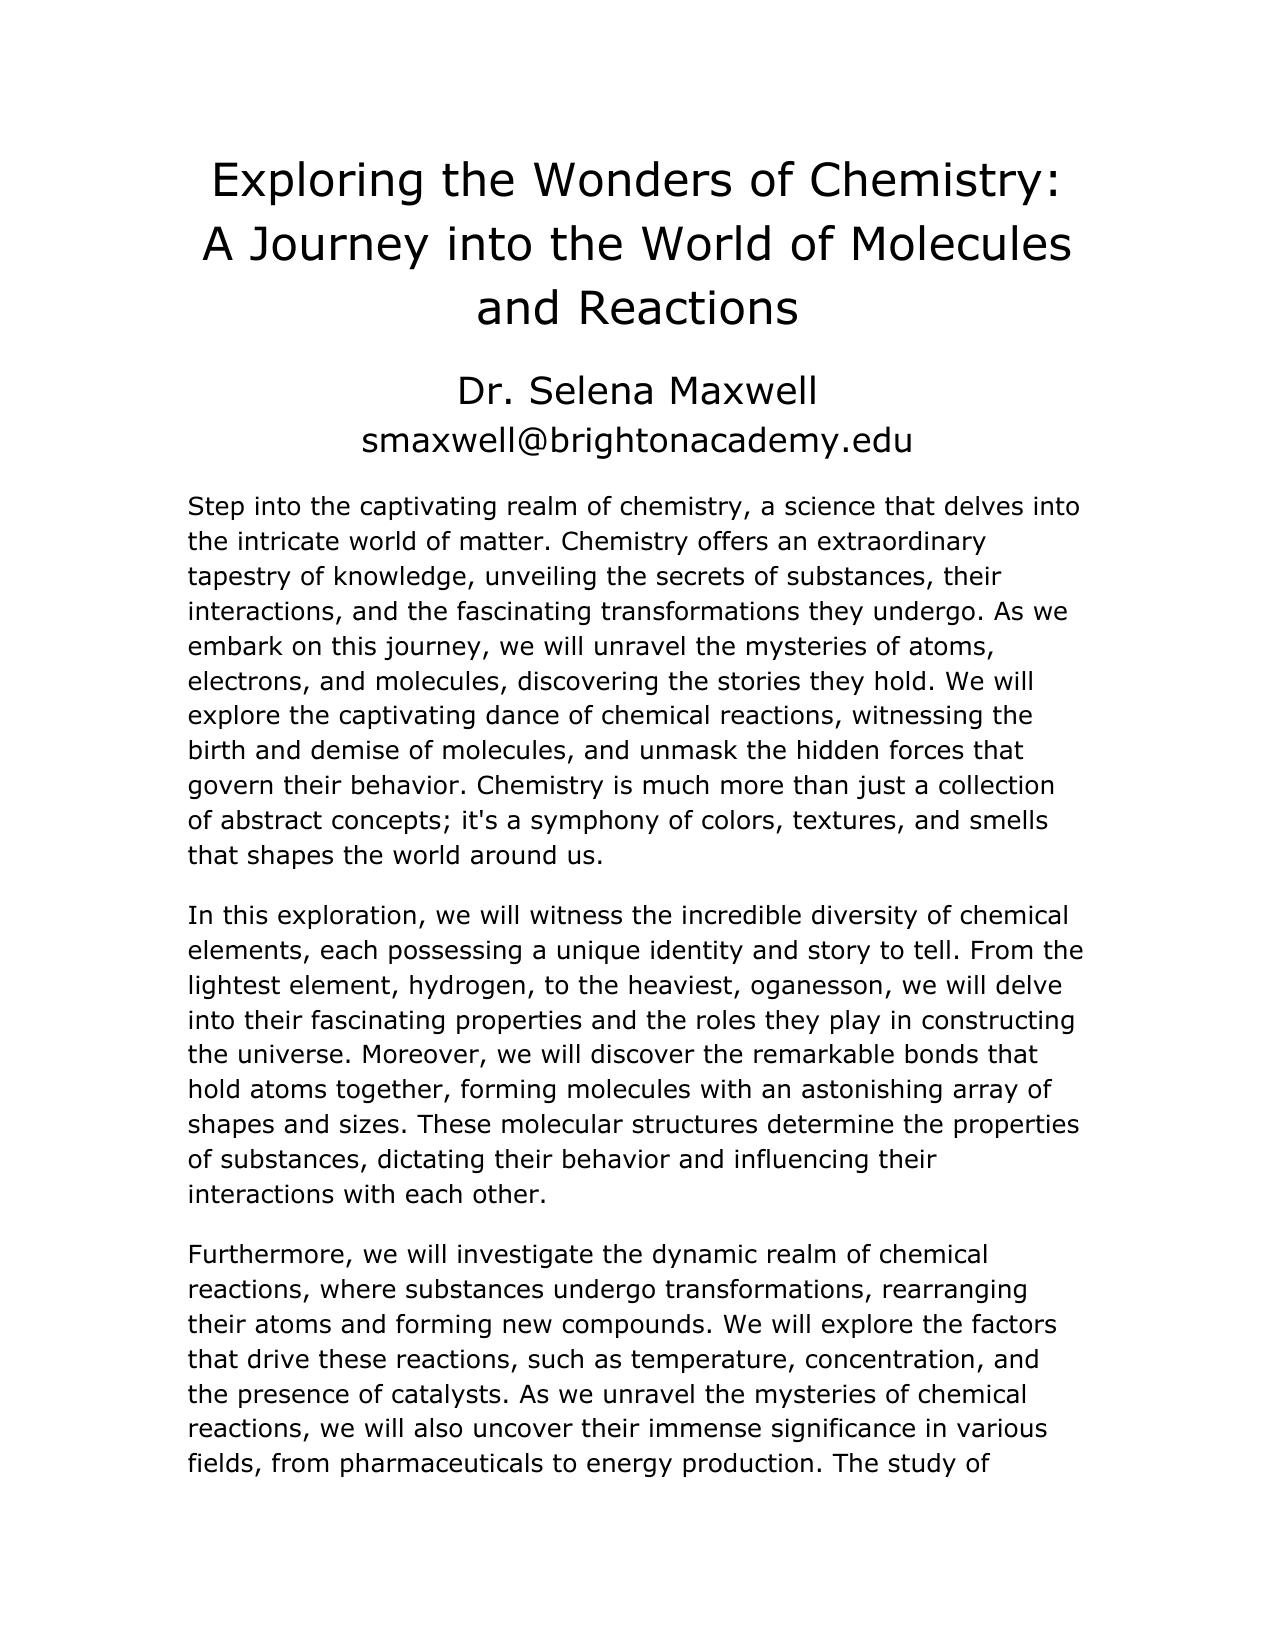 Exploring the Wonders of Chemistry:
A Journey into the World of Molecules
and Reactions
Dr. Selena Maxwell
smaxwell@brightonacademy.edu
Step into the captivating realm of chemistry, a science that delves into
the intricate world of matter. Chemistry offers an extraordinary
tapestry of knowledge, unveiling the secrets of substances, their
interactions, and the fascinating transformations they undergo. As we
embark on this journey, we will unravel the mysteries of atoms,
electrons, and molecules, discovering the stories they hold. We will
explore the captivating dance of chemical reactions, witnessing the
birth and demise of molecules, and unmask the hidden forces that
govern their behavior. Chemistry is much more than just a collection
of abstract concepts; it's a symphony of colors, textures, and smells
that shapes the world around us.
In this exploration, we will witness the incredible diversity of chemical
elements, each possessing a unique identity and story to tell. From the
lightest element, hydrogen, to the heaviest, oganesson, we will delve
into their fascinating properties and the roles they play in constructing
the universe. Moreover, we will discover the remarkable bonds that
hold atoms together, forming molecules with an astonishing array of
shapes and sizes. These molecular structures determine the properties
of substances, dictating their behavior and influencing their
interactions with each other.
Furthermore, we will investigate the dynamic realm of chemical
reactions, where substances undergo transformations, rearranging
their atoms and forming new compounds. We will explore the factors
that drive these reactions, such as temperature, concentration, and
the presence of catalysts. As we unravel the mysteries of chemical
reactions, we will also uncover their immense significance in various
fields, from pharmaceuticals to energy production. The study of